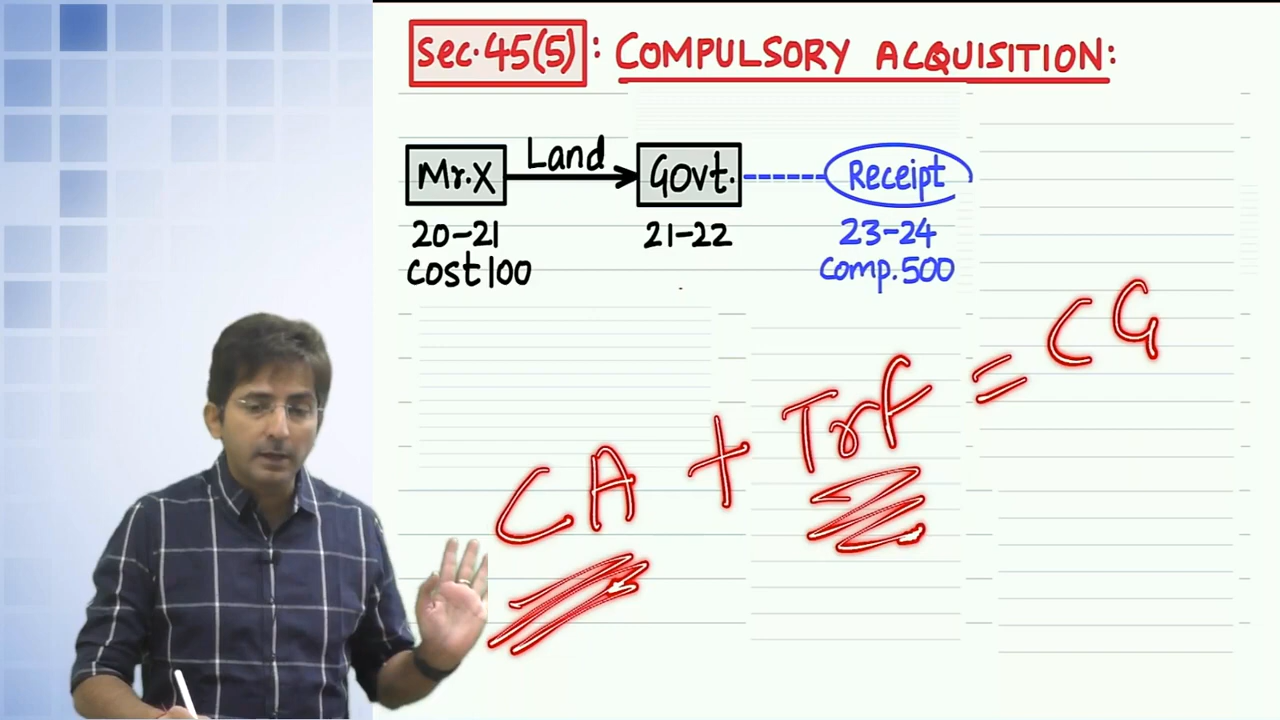 Sec.45(5): COMPULSORY ACQUISITION:
Mr.X Land Govt. Receipt
20-21 21-22 23-24
Cost 100 Comp. 500
CA + Trf = CG